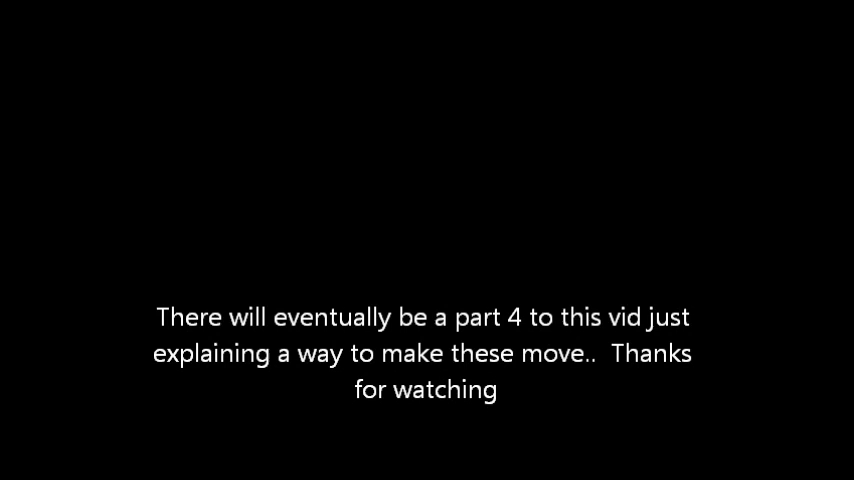 There will eventually be a part 4 to this vid just
explaining a way to make these move..  Thanks
for watching